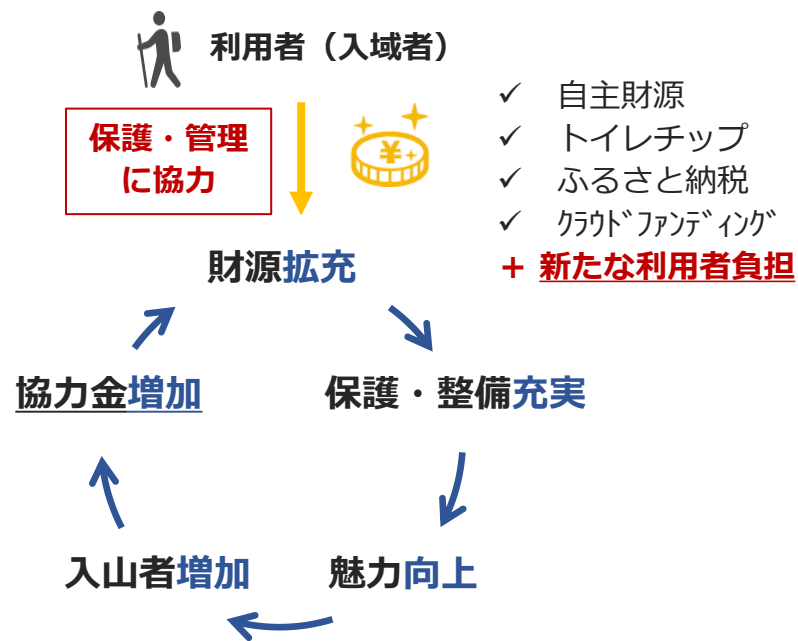 利用者（入域者）
保護・管理
に協力
¥
✓ 自主財源
✓ トイレチップ
✓ ふるさと納税
✓ ｸﾗｳﾄﾞﾌｧﾝﾃﾞｨﾝｸﾞ
+ 新たな利用者負担
財源拡充
協力金増加
保護・整備充実
入山者増加
魅力向上